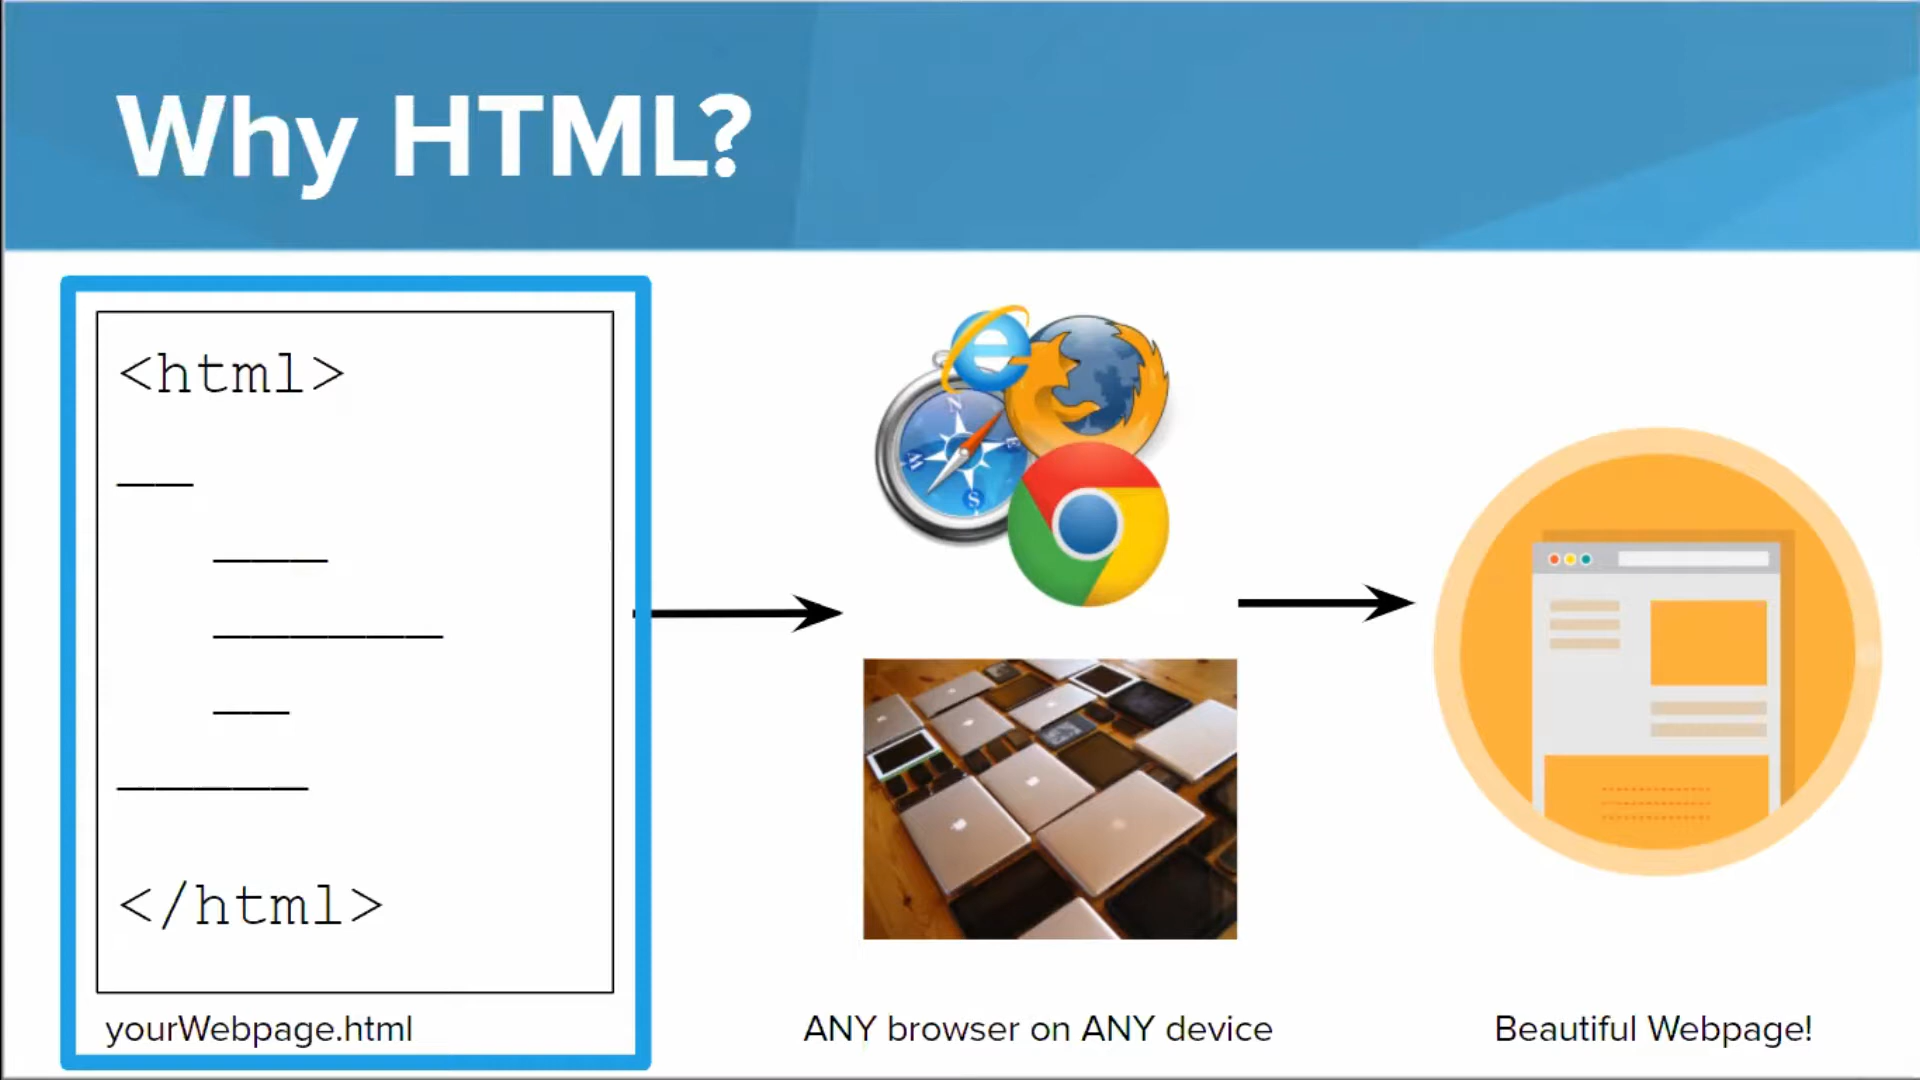 Why HTML?
<html>
</html>
yourWebpage.html
N
E
S
W
ANY browser on ANY device
Beautiful Webpage!